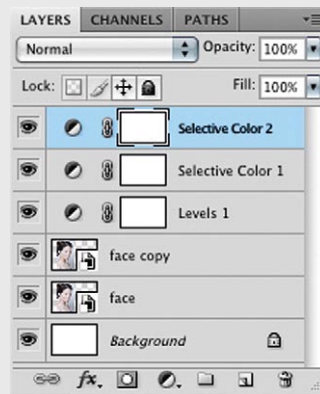 LAYERS CHANNELS PATHS
Normal Opacity: 100%
Lock: Fill: 100%
Selective Color 2
Selective Color 1
Levels 1
face copy
face
Background
fx.